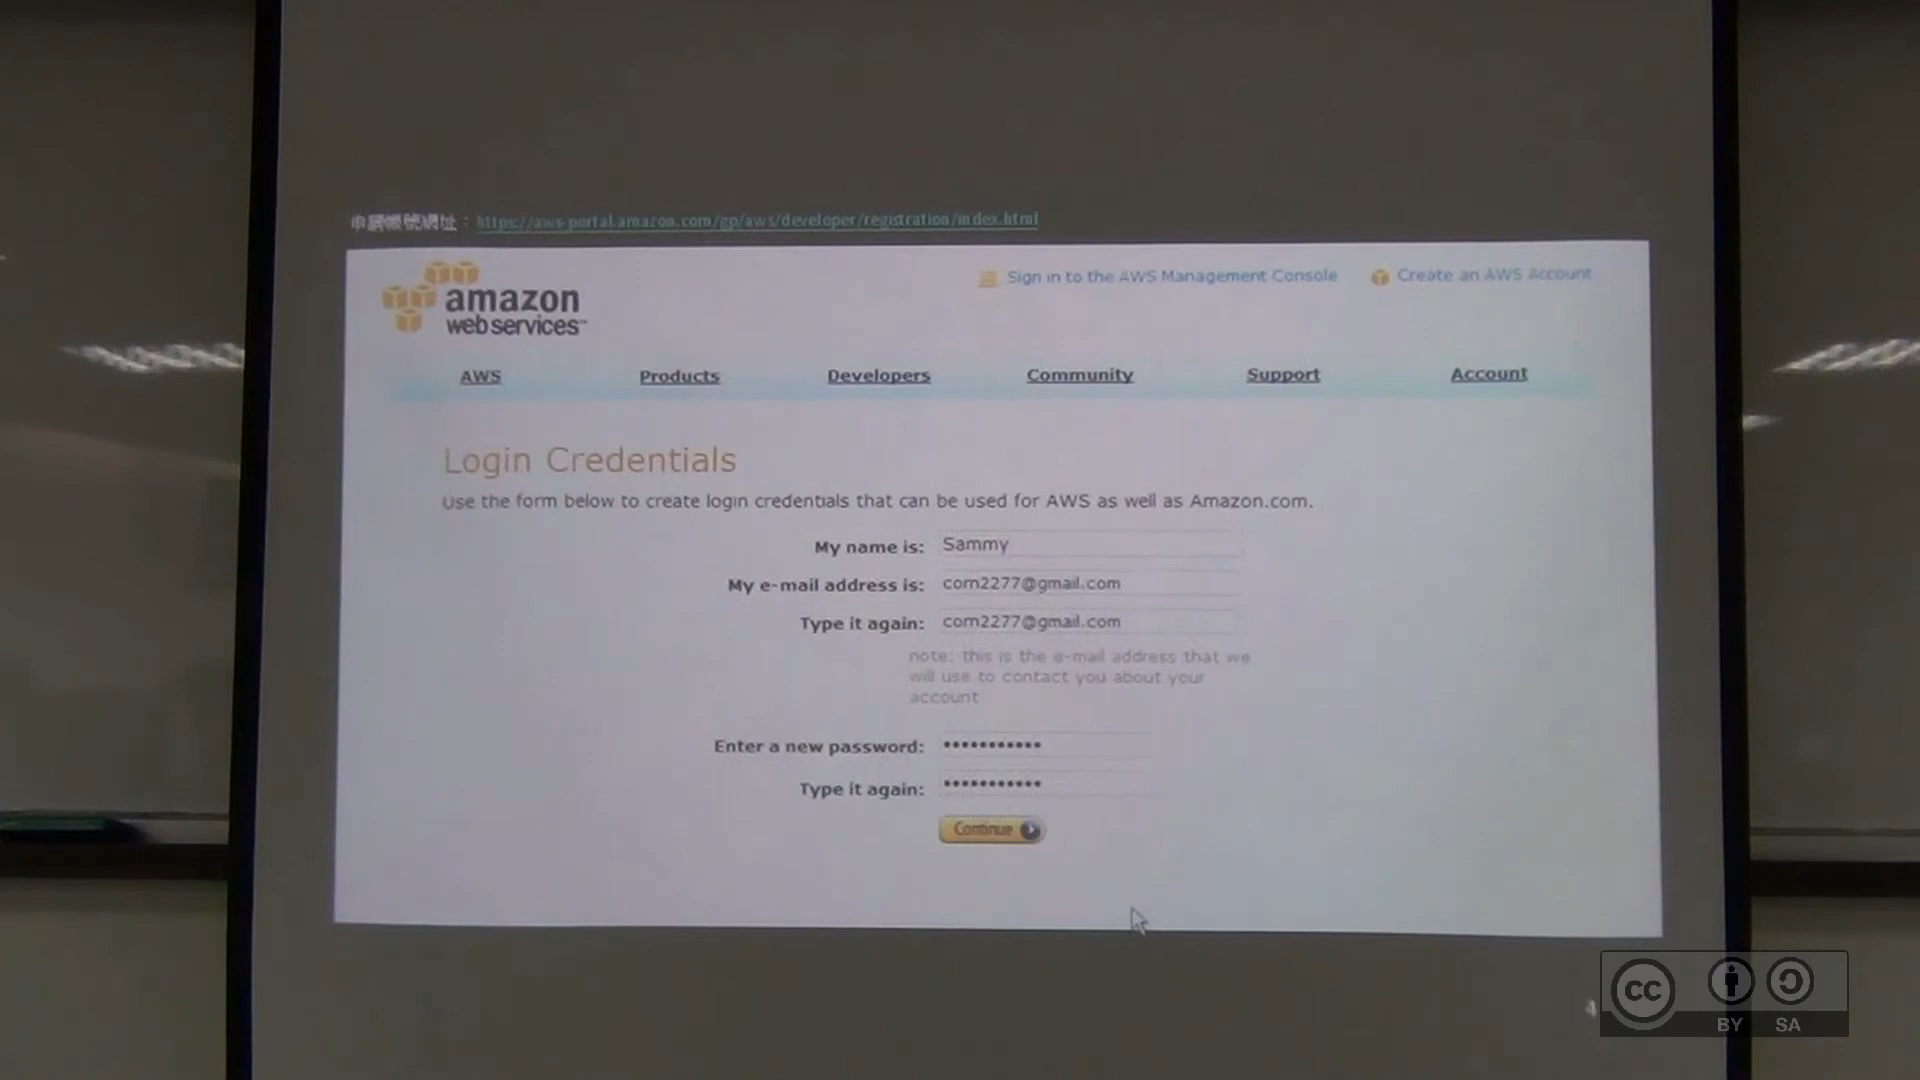 申請帳號網址：https://aws-portal.amazon.com/gp/aws/developer/registration/index.html
amazon
webservices™
Sign in to the AWS Management Console
Create an AWS Account
AWS Products Developers Community Support Account
Login Credentials
Use the form below to create login credentials that can be used for AWS as well as Amazon.com.
My name is: Sammy
My e-mail address is: com2277@gmail.com
Type it again: com2277@gmail.com
note: this is the e-mail address that we
will use to contact you about your
account
Enter a new password: •••••••••••
Type it again: •••••••••••
Continue
4
cc
BY SA